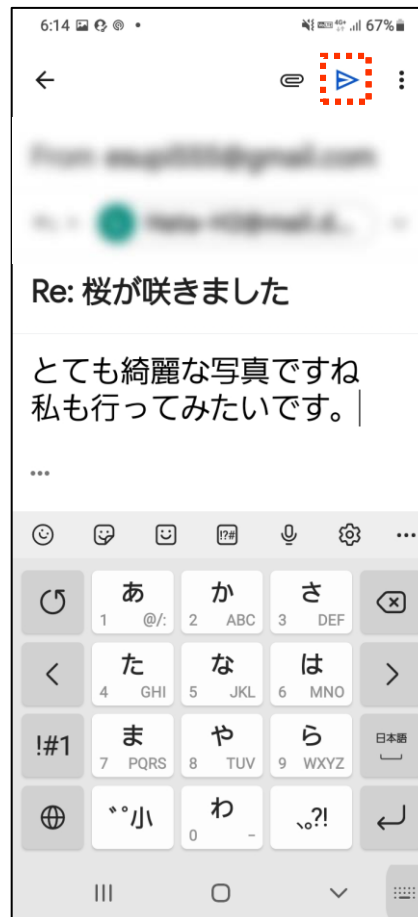 6:14 67%
Re: 桜が咲きました
とても綺麗な写真ですね
私も行ってみたいです。
!?#
あ か さ
1 @/: 2 ABC 3 DEF
た な は
4 GHI 5 JKL 6 MNO
!#1 ま や ら 日本語
7 PQRS 8 TUV 9 WXYZ
゛゜小 わ 、。?!
0 -